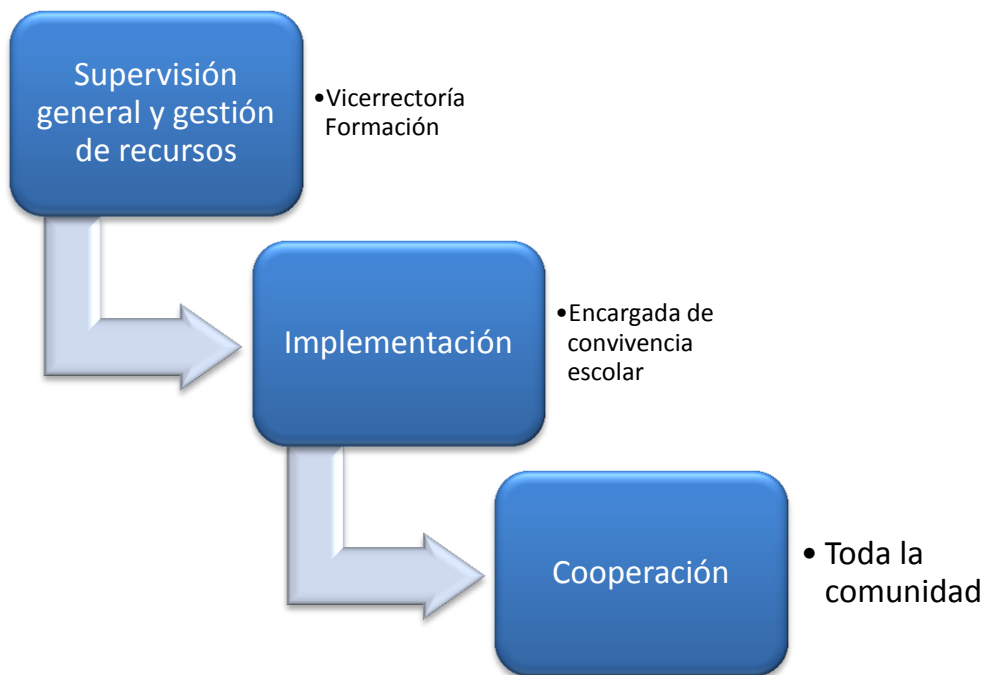 Supervisión
general y gestión
de recursos
•Vicerrectoría
Formación
Implementación
•Encargada de
convivencia
escolar
Cooperación
• Toda la
comunidad